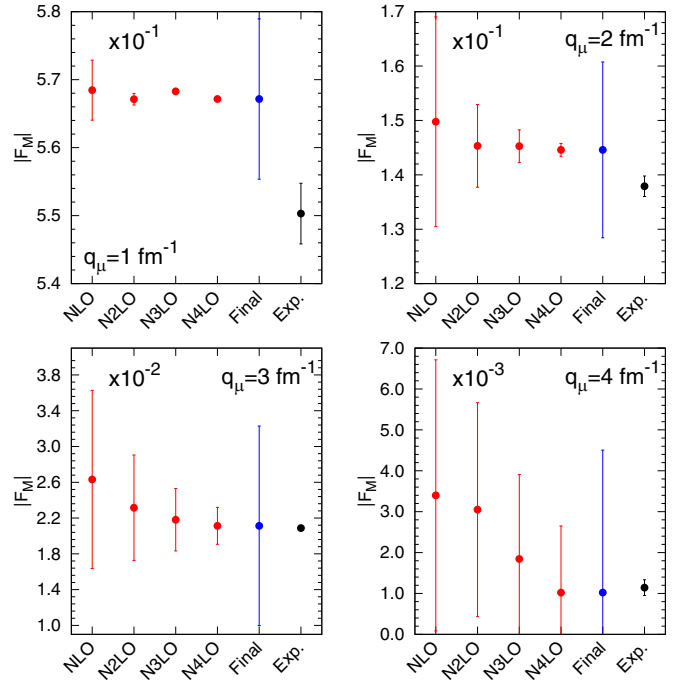 5.8
5.7
5.6
5.5
5.4
|F_M|
x10^-1
q_μ=1 fm^-1
NLO
N2LO
N3LO
N4LO
Final
Exp.
1.7
1.6
1.5
1.4
1.3
1.2
|F_M|
x10^-1
q_μ=2 fm^-1
NLO
N2LO
N3LO
N4LO
Final
Exp.
3.8
3.4
3.0
2.6
2.2
1.8
1.4
1.0
|F_M|
x10^-2
q_μ=3 fm^-1
NLO
N2LO
N3LO
N4LO
Final
Exp.
7.0
6.0
5.0
4.0
3.0
2.0
1.0
0.0
|F_M|
x10^-3
q_μ=4 fm^-1
NLO
N2LO
N3LO
N4LO
Final
Exp.